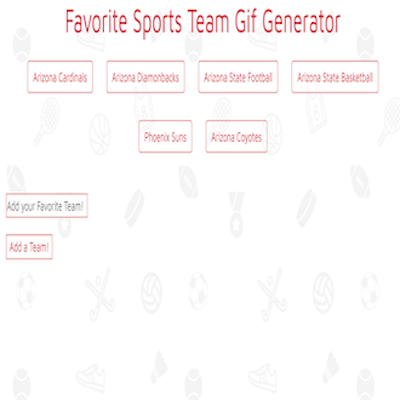 Favorite Sports Team Gif Generator
Arizona Cardinals Arizona Diamonbacks Arizona State Football Arizona State Basketball
Phoenix Suns Arizona Coyotes
Add your Favorite Team!
Add a Team!